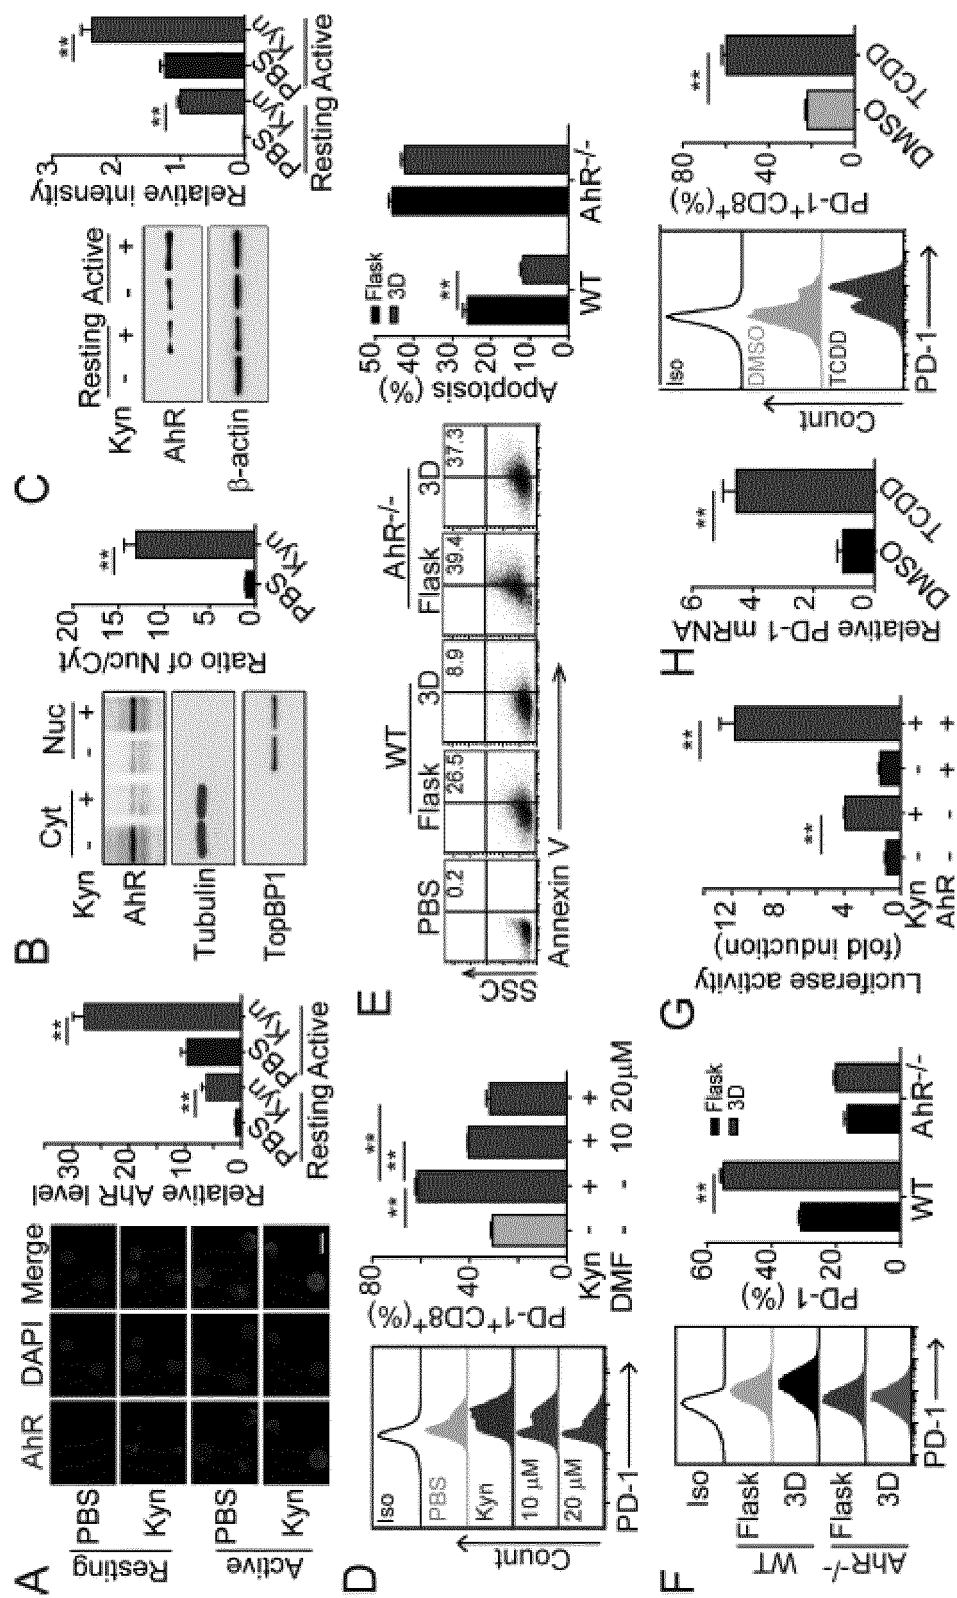 A
AhR DAPI Merge
Resting
PBS
Kyn
Active
PBS
Kyn
Relative AhR level
30
20
10
0
**
**
PBS Kyn PBS Kyn
Resting Active
B
Cyt Nuc
Kyn - + - +
AhR
Tubulin
TopBP1
Ratio of Nuc/Cyt
20
15
10
5
0
**
PBS Kyn
C
Resting Active
Kyn - + - +
AhR
β-actin
Relative intensity
3
2
1
0
**
**
PBS Kyn PBS Kyn
Resting Active
D
Count
Iso
PBS
Kyn
10 μM
20 μM
PD-1
PD-1+CD8+(%)
80
40
0
**
**
**
Kyn - + + +
DMF - - 10 20μM
E
WT AhR-/-
PBS Flask 3D Flask 3D
0.2 26.5 8.9 39.4 37.3
SSC
Annexin V
Apoptosis (%)
50
40
30
20
10
0
Flask
3D
**
WT AhR-/-
F
Iso
WT
Flask
3D
AhR-/-
Flask
3D
PD-1
PD-1 (%)
60
40
20
0
Flask
3D
**
WT AhR-/-
G
Luciferase activity
(fold induction)
12
8
4
0
**
**
Kyn - + - +
AhR - - + +
H
Relative PD-1 mRNA
6
4
2
0
**
DMSO TCDD
Count
Iso
DMSO
TCDD
PD-1
PD-1+CD8+(%)
80
40
0
**
DMSO TCDD